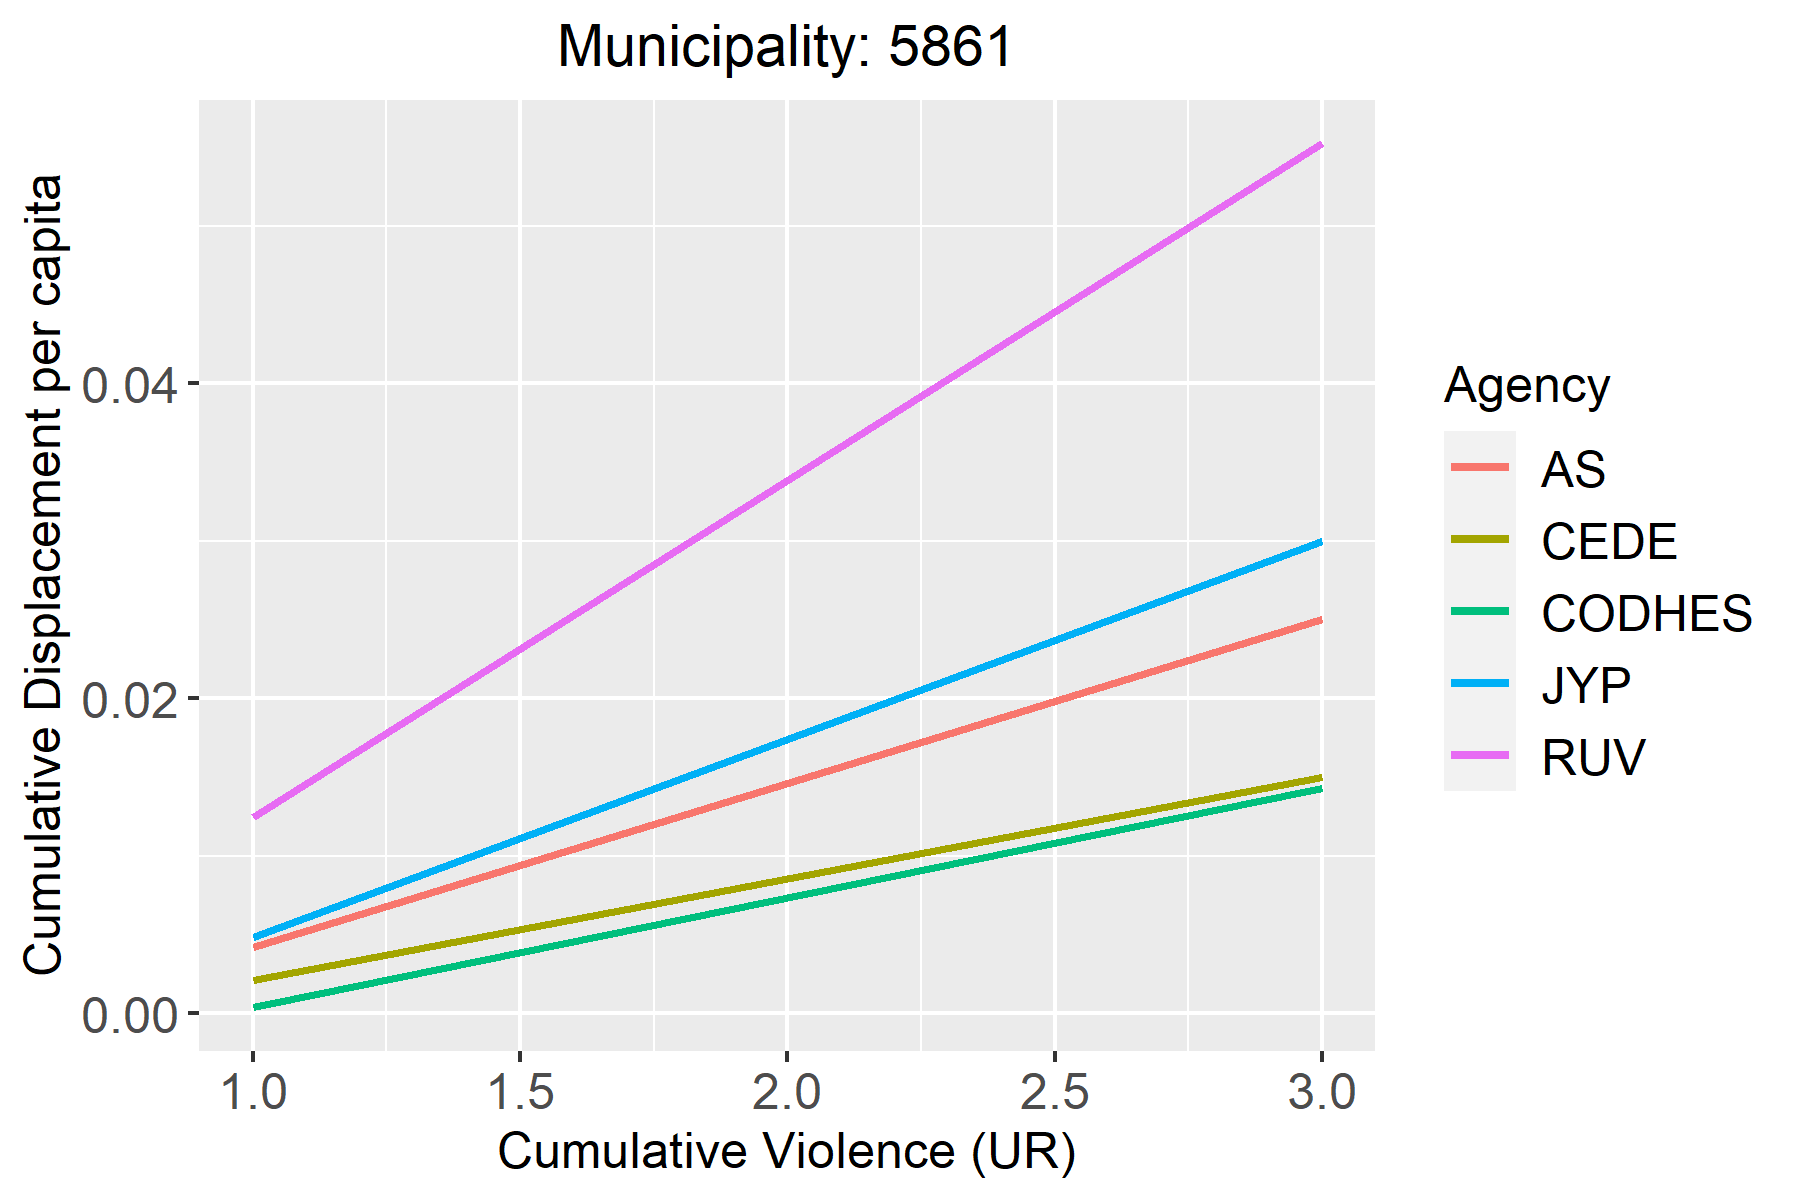 Municipality: 5861
Cumulative Displacement per capita
0.04
0.02
0.00
1.0 1.5 2.0 2.5 3.0
Cumulative Violence (UR)
Agency
AS
CEDE
CODHES
JYP
RUV